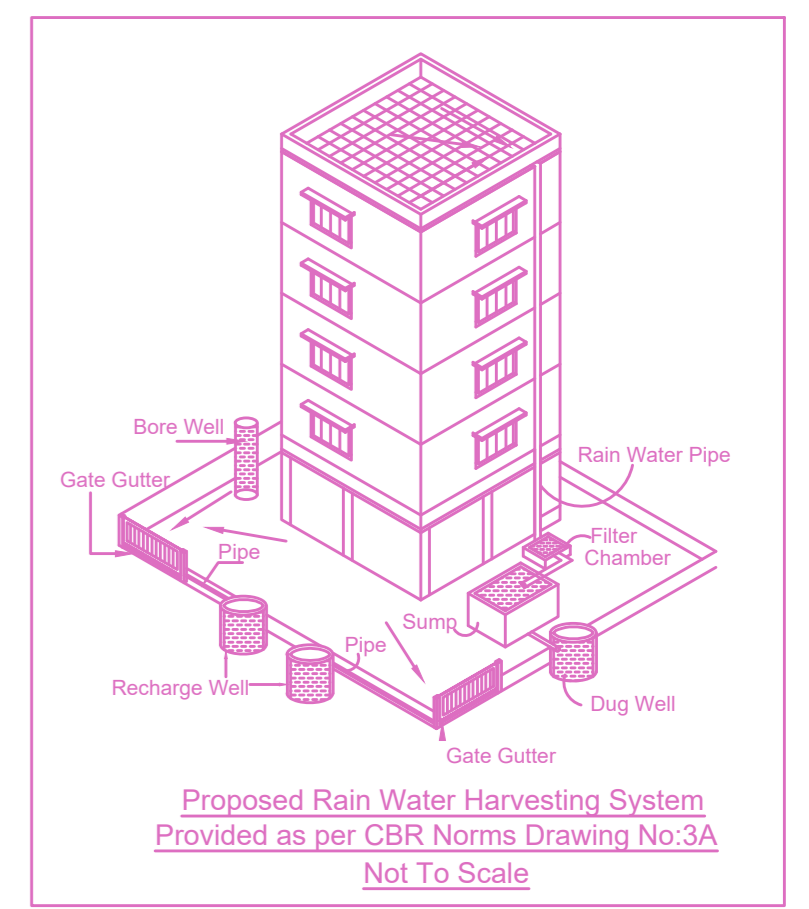 Bore Well
Rain Water Pipe
Gate Gutter
Filter
Chamber
Pipe
Sump
Pipe
Recharge Well
Dug Well
Gate Gutter
Proposed Rain Water Harvesting System
Provided as per CBR Norms Drawing No:3A
Not To Scale